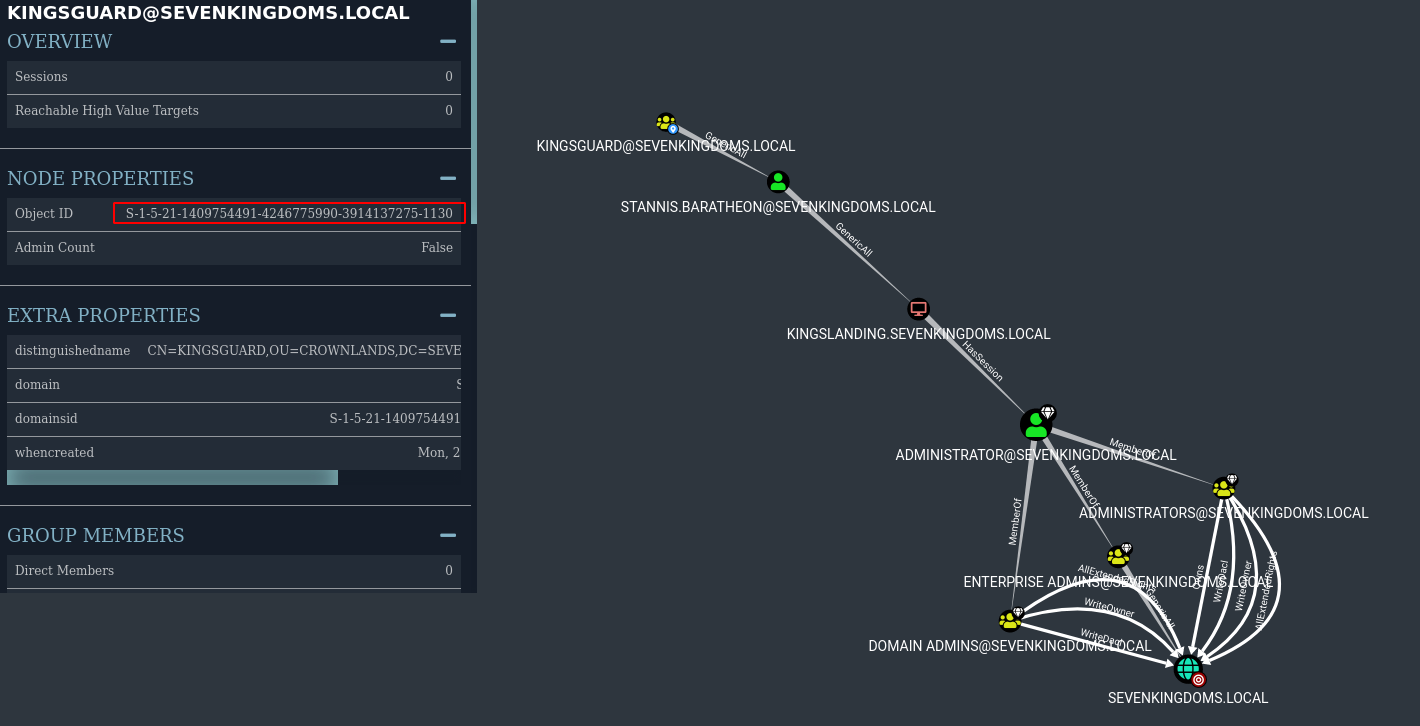 KINGSGUARD@SEVENKINGDOMS.LOCAL
OVERVIEW
Sessions 0
Reachable High Value Targets 0
NODE PROPERTIES
Object ID S-1-5-21-1409754491-4246775990-3914137275-1130
Admin Count False
EXTRA PROPERTIES
distinguishedname CN=KINGSGUARD,OU=CROWNLANDS,DC=SEVE
domain S
domainsid S-1-5-21-1409754491
whencreated Mon, 2
GROUP MEMBERS
Direct Members 0
GenericAll
KINGSGUARD@SEVENKINGDOMS.LOCAL
STANNIS.BARATHEON@SEVENKINGDOMS.LOCAL
GenericAll
KINGSLANDING.SEVENKINGDOMS.LOCAL
HasSession
MemberOf
ADMINISTRATOR@SEVENKINGDOMS.LOCAL
MemberOf
MemberOf
ADMINISTRATORS@SEVENKINGDOMS.LOCAL
Owns
WriteDacl
WriteOwner
AllExtendedRights
ENTERPRISE ADMINS@SEVENKINGDOMS.LOCAL
GenericAll
WriteOwner
WriteDacl
DOMAIN ADMINS@SEVENKINGDOMS.LOCAL
SEVENKINGDOMS.LOCAL